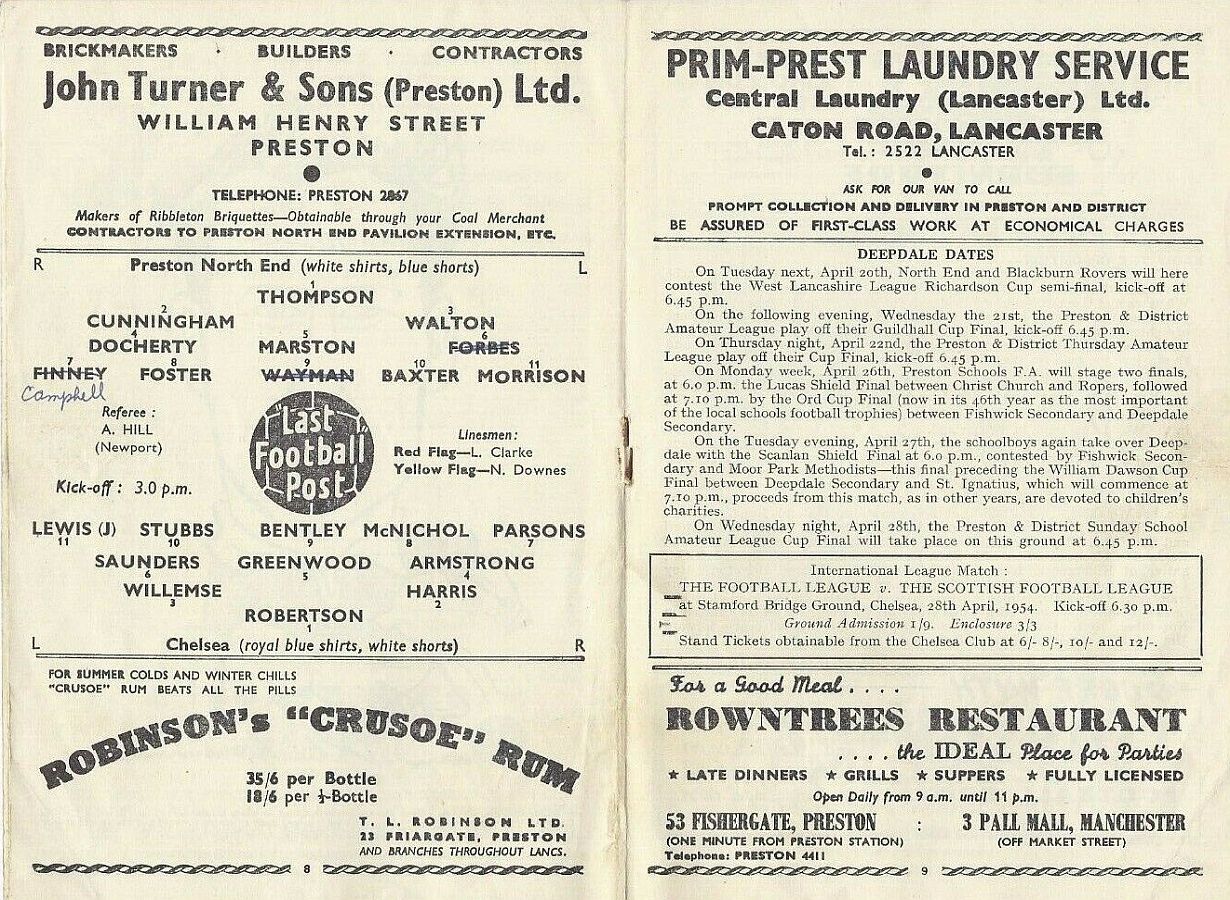 BRICKMAKERS · BUILDERS · CONTRACTORS
John Turner & Sons (Preston) Ltd.
WILLIAM HENRY STREET
PRESTON
TELEPHONE: PRESTON 2867
Makers of Ribbleton Briquettes—Obtainable through your Coal Merchant
CONTRACTORS TO PRESTON NORTH END PAVILION EXTENSION, ETC.
R Preston North End (white shirts, blue shorts) L
1
THOMPSON
2 3
CUNNINGHAM WALTON
4 5 6
DOCHERTY MARSTON FORBES
7 8 9 10 11
FINNEY FOSTER WAYMAN BAXTER MORRISON
Campbell
Referee :
A. HILL
(Newport)
Kick-off : 3.0 p.m.
Last
Football
Post
Linesmen :
Red Flag—L. Clarke
Yellow Flag—N. Downes
LEWIS (J) STUBBS BENTLEY McNICHOL PARSONS
11 10 9 8 7
SAUNDERS GREENWOOD ARMSTRONG
6 5 4
WILLEMSE HARRIS
3 2
ROBERTSON
1
L Chelsea (royal blue shirts, white shorts) R
FOR SUMMER COLDS AND WINTER CHILLS
"CRUSOE" RUM BEATS ALL THE PILLS
ROBINSON's "CRUSOE" RUM
35/6 per Bottle
18/6 per ½-Bottle
T. L. ROBINSON LTD.
23 FRIARGATE, PRESTON
AND BRANCHES THROUGHOUT LANCS.
8
PRIM-PREST LAUNDRY SERVICE
Central Laundry (Lancaster) Ltd.
CATON ROAD, LANCASTER
Tel. : 2522 LANCASTER
ASK FOR OUR VAN TO CALL
PROMPT COLLECTION AND DELIVERY IN PRESTON AND DISTRICT
BE ASSURED OF FIRST-CLASS WORK AT ECONOMICAL CHARGES
DEEPDALE DATES
On Tuesday next, April 20th, North End and Blackburn Rovers will here
contest the West Lancashire League Richardson Cup semi-final, kick-off at
6.45 p.m.
On the following evening, Wednesday the 21st, the Preston & District
Amateur League play off their Guildhall Cup Final, kick-off 6.45 p.m.
On Thursday night, April 22nd, the Preston & District Thursday Amateur
League play off their Cup Final, kick-off 6.45 p.m.
On Monday week, April 26th, Preston Schools F.A. will stage two finals,
at 6.0 p.m. the Lucas Shield Final between Christ Church and Ropers, followed
at 7.10 p.m. by the Ord Cup Final (now in its 46th year as the most important
of the local schools football trophies) between Fishwick Secondary and Deepdale
Secondary.
On the Tuesday evening, April 27th, the schoolboys again take over Deep-
dale with the Scanlan Shield Final at 6.0 p.m., contested by Fishwick Secon-
dary and Moor Park Methodists—this final preceding the William Dawson Cup
Final between Deepdale Secondary and St. Ignatius, which will commence at
7.10 p.m., proceeds from this match, as in other years, are devoted to children's
charities.
On Wednesday night, April 28th, the Preston & District Sunday School
Amateur League Cup Final will take place on this ground at 6.45 p.m.
International League Match :
THE FOOTBALL LEAGUE v. THE SCOTTISH FOOTBALL LEAGUE
at Stamford Bridge Ground, Chelsea, 28th April, 1954. Kick-off 6.30 p.m.
Ground Admission 1/9. Enclosure 3/3
Stand Tickets obtainable from the Chelsea Club at 6/- 8/-, 10/- and 12/-.
For a Good Meal . . . .
ROWNTREES RESTAURANT
. . . . the IDEAL Place for Parties
★ LATE DINNERS ★ GRILLS ★ SUPPERS ★ FULLY LICENSED
Open Daily from 9 a.m. until 11 p.m.
53 FISHERGATE, PRESTON : 3 PALL MALL, MANCHESTER
(ONE MINUTE FROM PRESTON STATION) (OFF MARKET STREET)
Telephone: PRESTON 4411
9